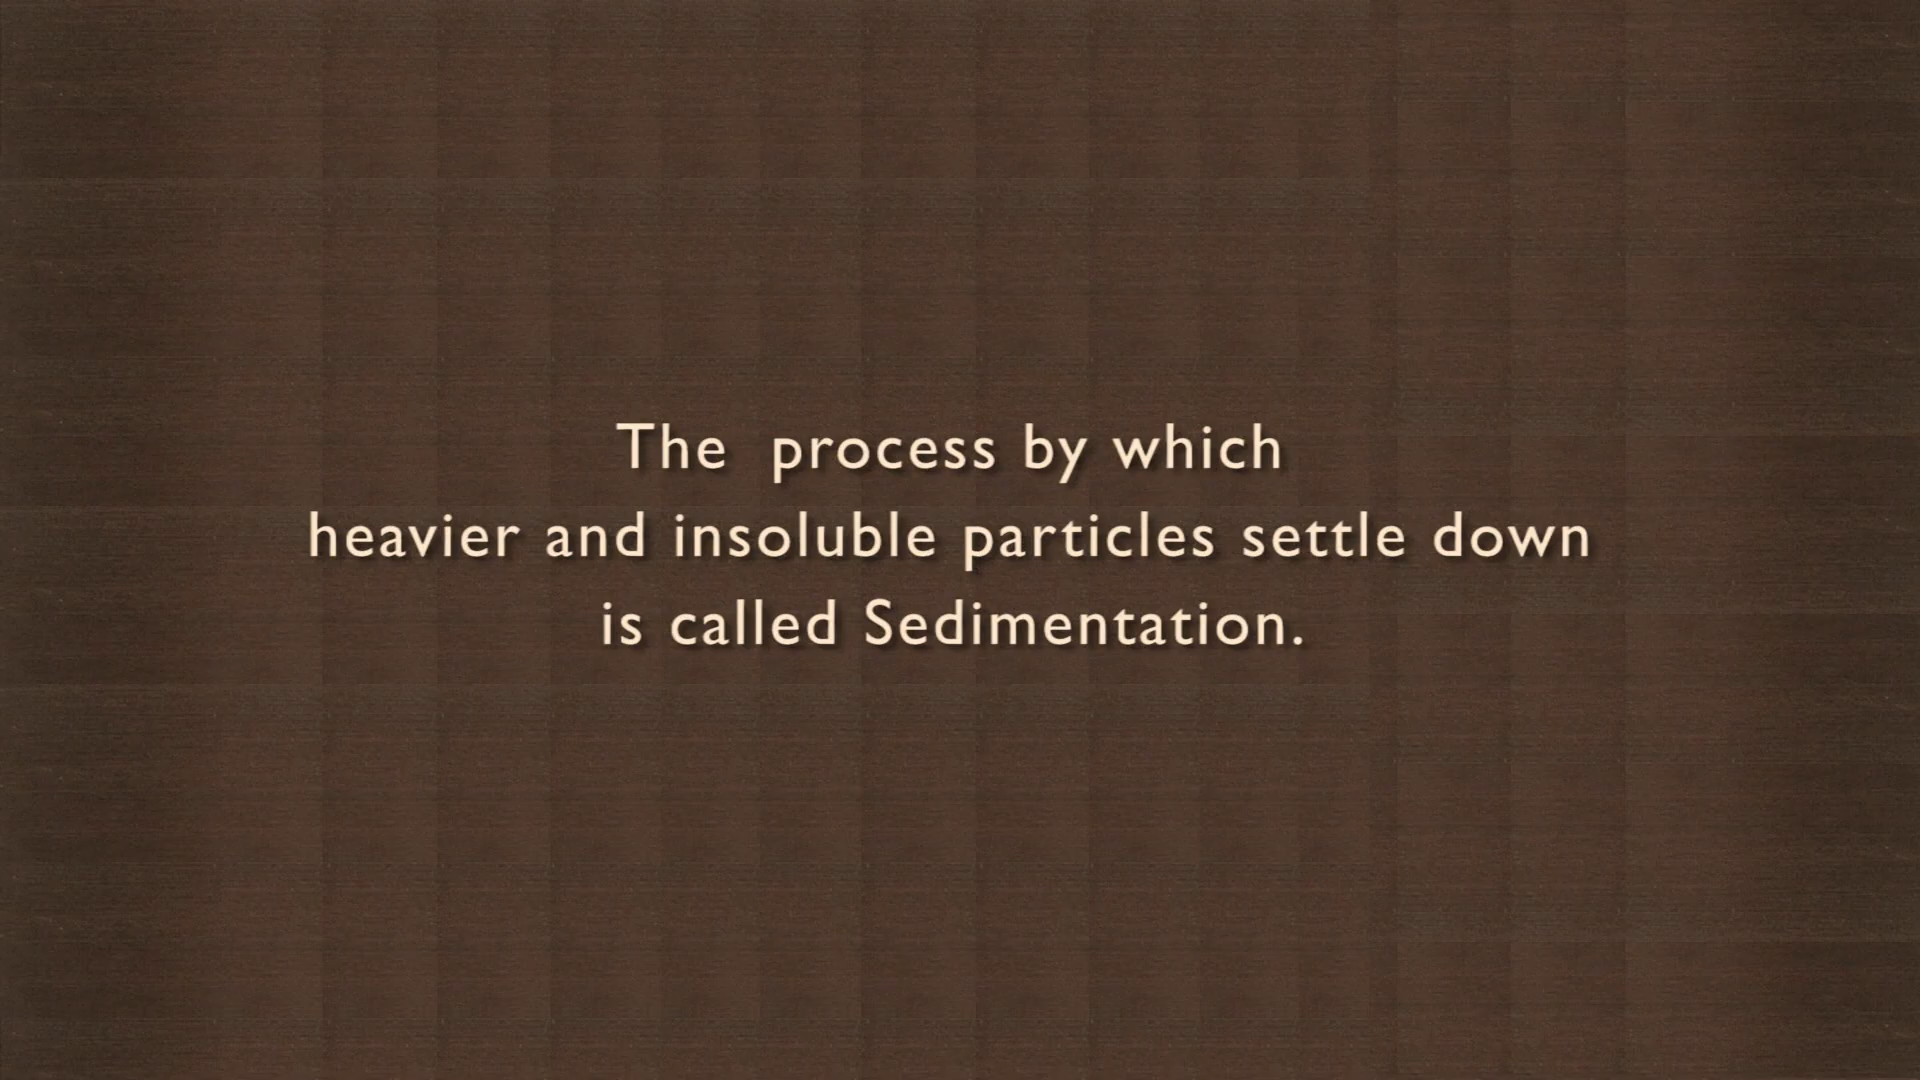 The process by which
heavier and insoluble particles settle down
is called Sedimentation.